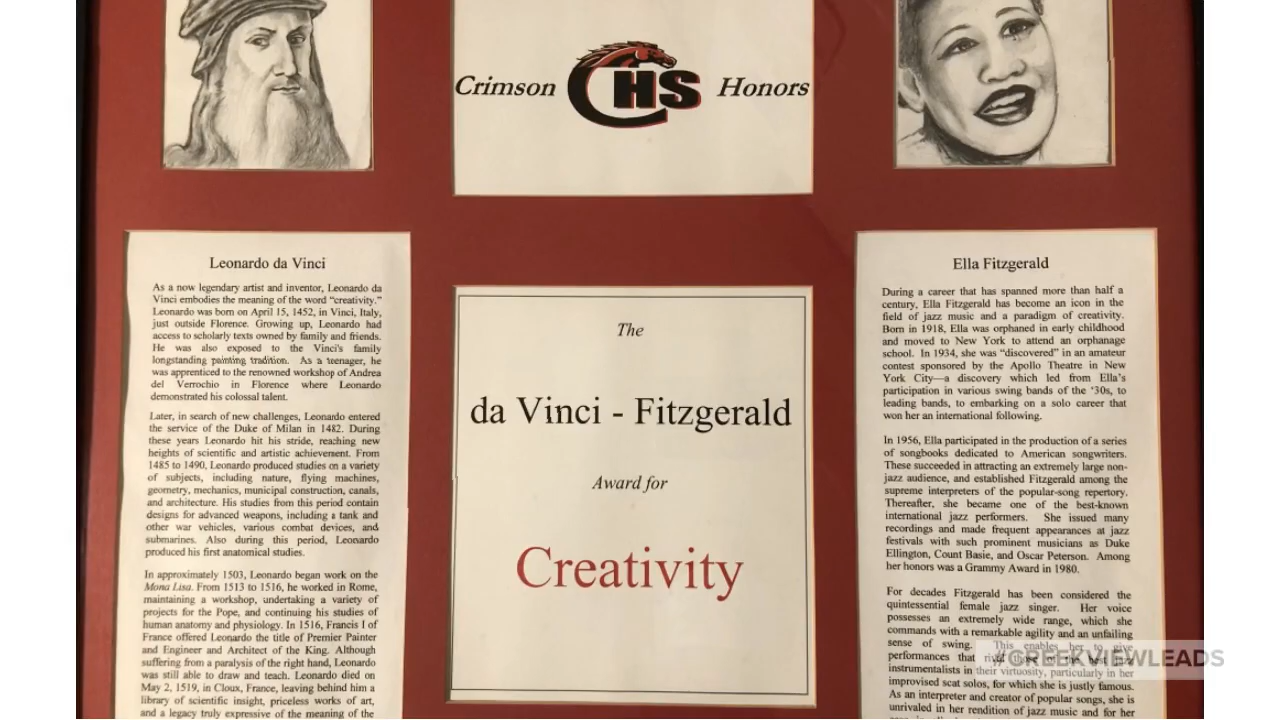 Crimson CHS Honors
Leonardo da Vinci
As a now legendary artist and inventor, Leonardo da
Vinci embodies the meaning of the word “creativity.”
Leonardo was born on April 15, 1452, in Vinci, Italy,
just outside Florence. Growing up, Leonardo had
access to scholarly texts owned by family and friends.
He was also exposed to the Vinci’s family
longstanding painting tradition. As a teenager, he
was apprenticed to the renowned workshop of Andrea
del Verrochio in Florence where Leonardo
demonstrated his colossal talent.
Later, in search of new challenges, Leonardo entered
the service of the Duke of Milan in 1482. During
these years Leonardo hit his stride, reaching new
heights of scientific and artistic achievement. From
1485 to 1490, Leonardo produced studies on a variety
of subjects, including nature, flying machines,
geometry, mechanics, municipal construction, canals,
and architecture. His studies from this period contain
designs for advanced weapons, including a tank and
other war vehicles, various combat devices, and
submarines. Also during this period, Leonardo
produced his first anatomical studies.
In approximately 1503, Leonardo began work on the
Mona Lisa. From 1513 to 1516, he worked in Rome,
maintaining a workshop, undertaking a variety of
projects for the Pope, and continuing his studies of
human anatomy and physiology. In 1516, Francis I of
France offered Leonardo the title of Premier Painter
and Engineer and Architect of the King. Although
suffering from a paralysis of the right hand, Leonardo
was still able to draw and teach. Leonardo died on
May 2, 1519, in Cloux, France, leaving behind him a
library of scientific insight, priceless works of art,
and a legacy truly expressive of the meaning of the
The
da Vinci - Fitzgerald
Award for
Creativity
Ella Fitzgerald
During a career that has spanned more than half a
century, Ella Fitzgerald has become an icon in the
field of jazz music and a paradigm of creativity.
Born in 1918, Ella was orphaned in early childhood
and moved to New York to attend an orphanage
school. In 1934, she was “discovered” in an amateur
contest sponsored by the Apollo Theatre in New
York City—a discovery which led from Ella’s
participation in various swing bands of the ’30s, to
leading bands, to embarking on a solo career that
won her an international following.
In 1956, Ella participated in the production of a series
of songbooks dedicated to American songwriters.
These succeeded in attracting an extremely large non-
jazz audience, and established Fitzgerald among the
supreme interpreters of the popular-song repertory.
Thereafter, she became one of the best-known
international jazz performers. She issued many
recordings and made frequent appearances at jazz
festivals with such prominent musicians as Duke
Ellington, Count Basie, and Oscar Peterson. Among
her honors was a Grammy Award in 1980.
For decades Fitzgerald has been considered the
quintessential female jazz singer. Her voice
possesses an extremely wide range, which she
commands with a remarkable agility and an unfailing
sense of swing. This enables her to give
performances that rival those of the best jazz
instrumentalists in their virtuosity, particularly in her
improvised scat solos, for which she is justly famous.
As an interpreter and creator of popular songs, she is
unrivaled in her rendition of jazz music and for her
#CREEKVIEWLEADS